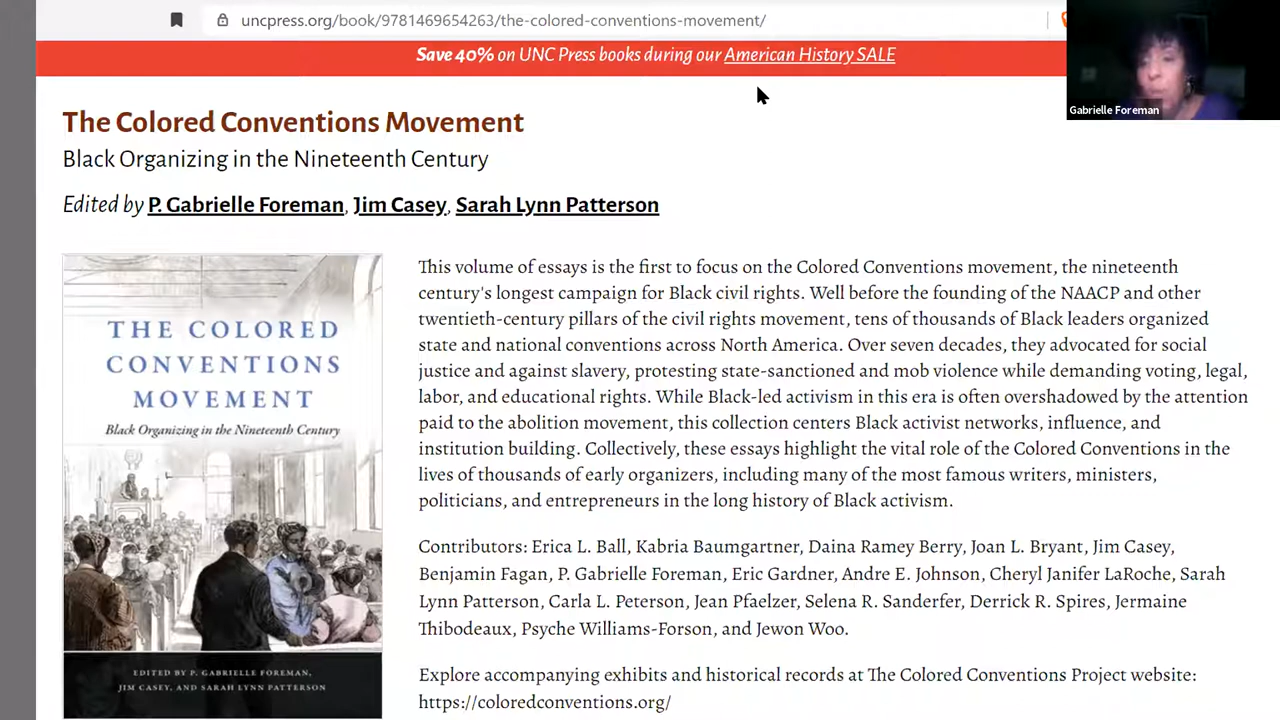 uncpress.org/book/9781469654263/the-colored-conventions-movement/
Save 40% on UNC Press books during our American History SALE
Gabrielle Foreman
The Colored Conventions Movement
Black Organizing in the Nineteenth Century
Edited by P. Gabrielle Foreman, Jim Casey, Sarah Lynn Patterson
THE COLORED
CONVENTIONS
MOVEMENT
Black Organizing in the Nineteenth Century
EDITED BY P. GABRIELLE FOREMAN,
JIM CASEY, AND SARAH LYNN PATTERSON
This volume of essays is the first to focus on the Colored Conventions movement, the nineteenth
century's longest campaign for Black civil rights. Well before the founding of the NAACP and other
twentieth-century pillars of the civil rights movement, tens of thousands of Black leaders organized
state and national conventions across North America. Over seven decades, they advocated for social
justice and against slavery, protesting state-sanctioned and mob violence while demanding voting, legal,
labor, and educational rights. While Black-led activism in this era is often overshadowed by the attention
paid to the abolition movement, this collection centers Black activist networks, influence, and
institution building. Collectively, these essays highlight the vital role of the Colored Conventions in the
lives of thousands of early organizers, including many of the most famous writers, ministers,
politicians, and entrepreneurs in the long history of Black activism.
Contributors: Erica L. Ball, Kabria Baumgartner, Daina Ramey Berry, Joan L. Bryant, Jim Casey,
Benjamin Fagan, P. Gabrielle Foreman, Eric Gardner, Andre E. Johnson, Cheryl Janifer LaRoche, Sarah
Lynn Patterson, Carla L. Peterson, Jean Pfaelzer, Selena R. Sanderfer, Derrick R. Spires, Jermaine
Thibodeaux, Psyche Williams-Forson, and Jewon Woo.
Explore accompanying exhibits and historical records at The Colored Conventions Project website:
https://coloredconventions.org/